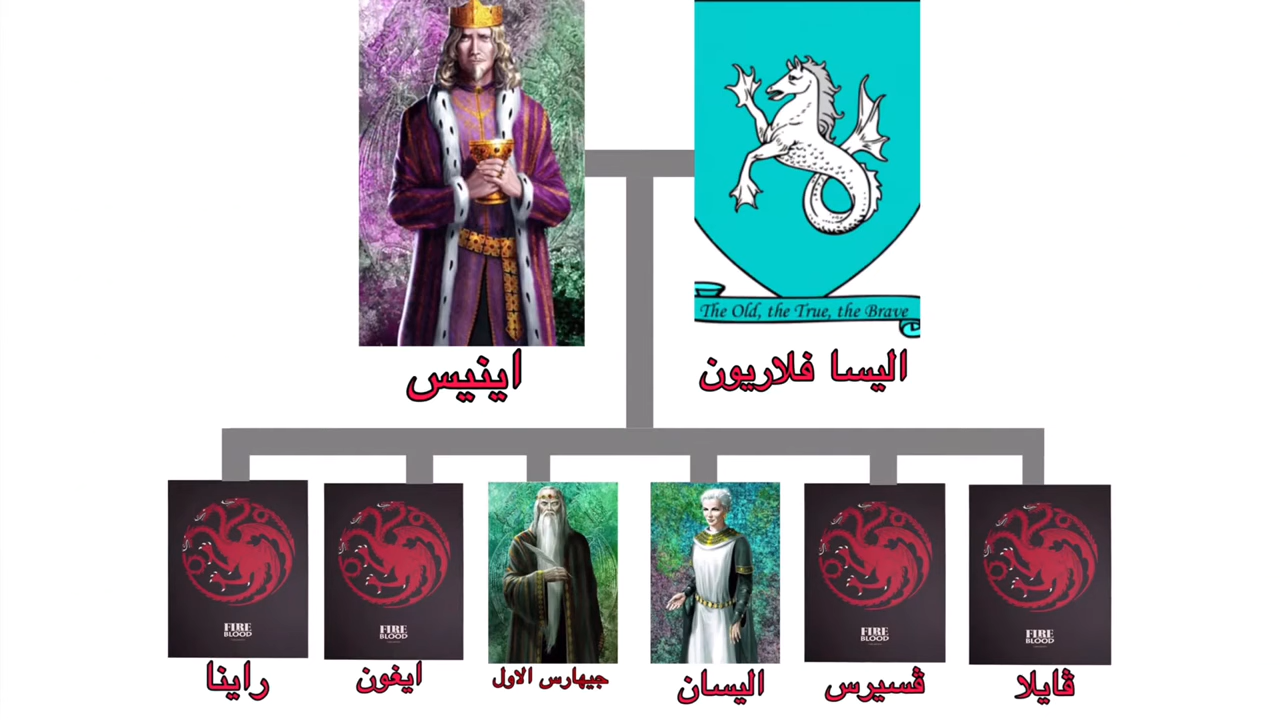 The Old, the True, the Brave
اينيس
اليسا فلاريون
FIRE
BLOOD
FIRE
BLOOD
FIRE
BLOOD
FIRE
BLOOD
راينا
ايغون
جيهارس الاول
اليسان
ڤسيرس
ڤايلا